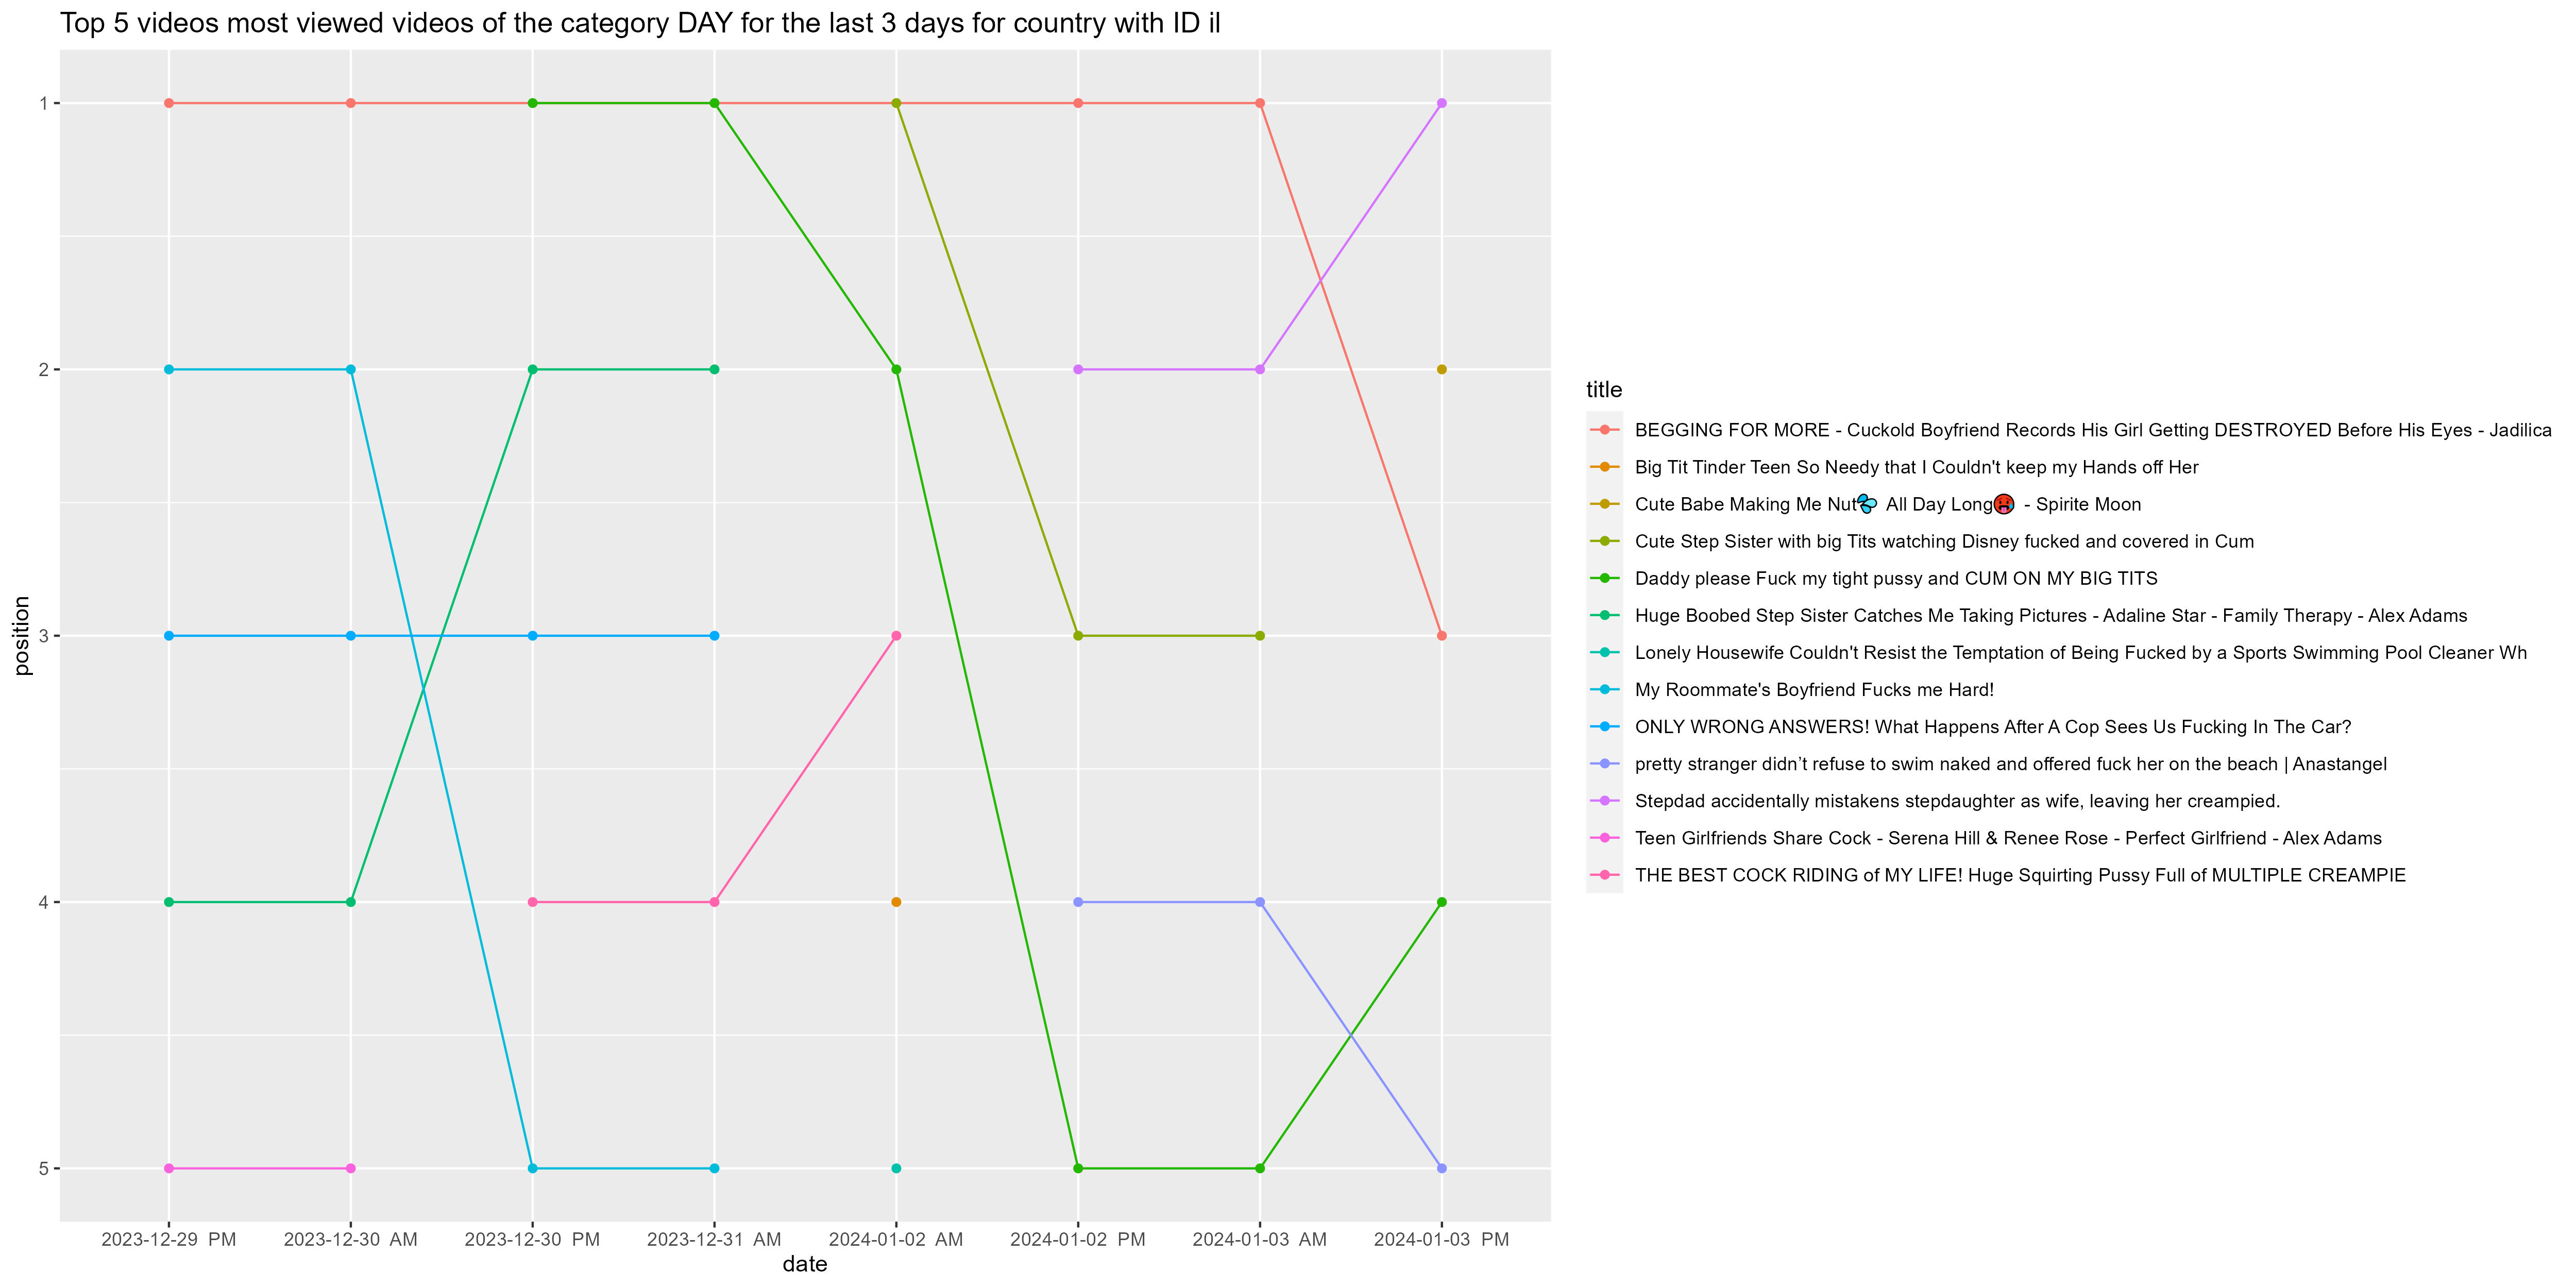 Top 5 videos most viewed videos of the category DAY for the last 3 days for country with ID il
1
2
3
4
5
position
2023-12-29 PM
2023-12-30 AM
2023-12-30 PM
2023-12-31 AM
2024-01-02 AM
2024-01-02 PM
2024-01-03 AM
2024-01-03 PM
date
title
BEGGING FOR MORE - Cuckold Boyfriend Records His Girl Getting DESTROYED Before His Eyes - Jadilica
Big Tit Tinder Teen So Needy that I Couldn't keep my Hands off Her
Cute Babe Making Me Nut💦 All Day Long🥵 - Spirite Moon
Cute Step Sister with big Tits watching Disney fucked and covered in Cum
Daddy please Fuck my tight pussy and CUM ON MY BIG TITS
Huge Boobed Step Sister Catches Me Taking Pictures - Adaline Star - Family Therapy - Alex Adams
Lonely Housewife Couldn't Resist the Temptation of Being Fucked by a Sports Swimming Pool Cleaner Wh
My Roommate's Boyfriend Fucks me Hard!
ONLY WRONG ANSWERS! What Happens After A Cop Sees Us Fucking In The Car?
pretty stranger didn’t refuse to swim naked and offered fuck her on the beach | Anastangel
Stepdad accidentally mistakens stepdaughter as wife, leaving her creampied.
Teen Girlfriends Share Cock - Serena Hill & Renee Rose - Perfect Girlfriend - Alex Adams
THE BEST COCK RIDING of MY LIFE! Huge Squirting Pussy Full of MULTIPLE CREAMPIE